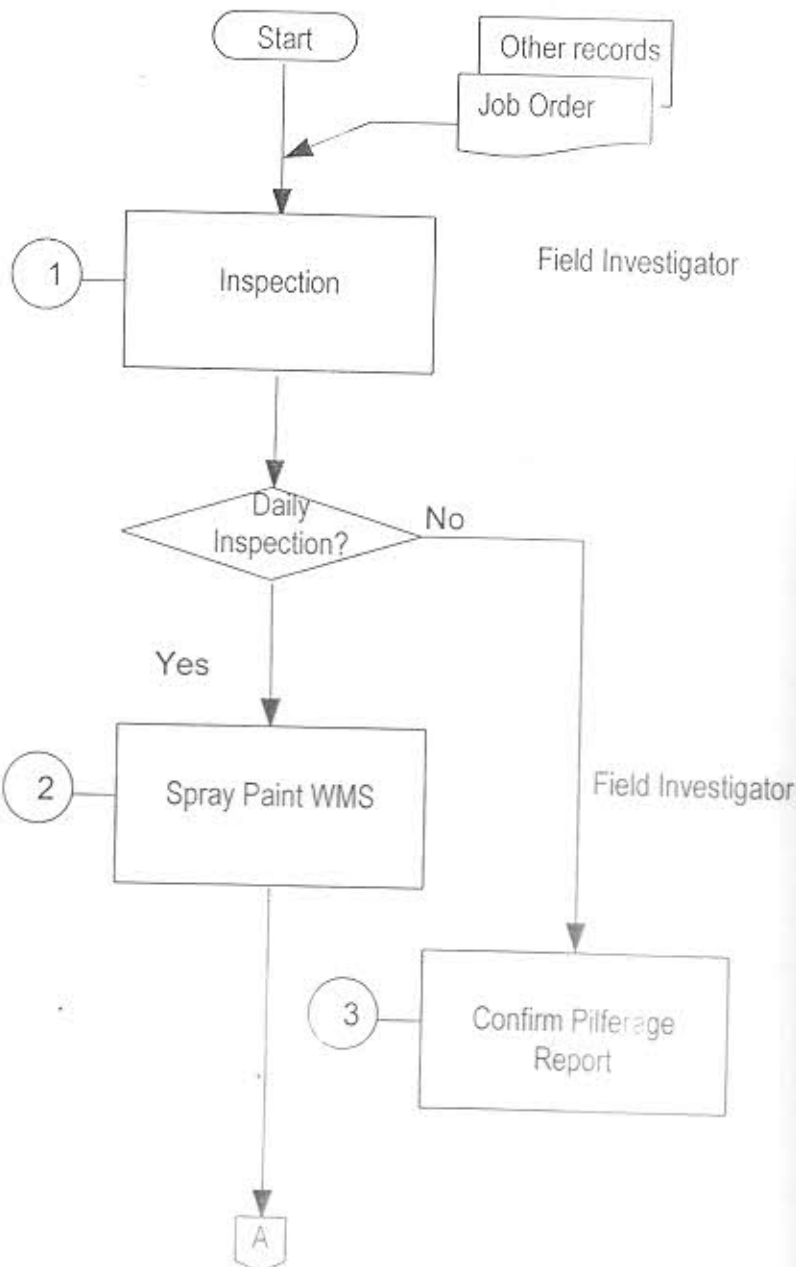 Start
Other records
Job Order
1
Inspection
Field Investigator
Daily
Inspection?
No
Yes
2
Spray Paint WMS
Field Investigator
3
Confirm Pilferage
Report
A